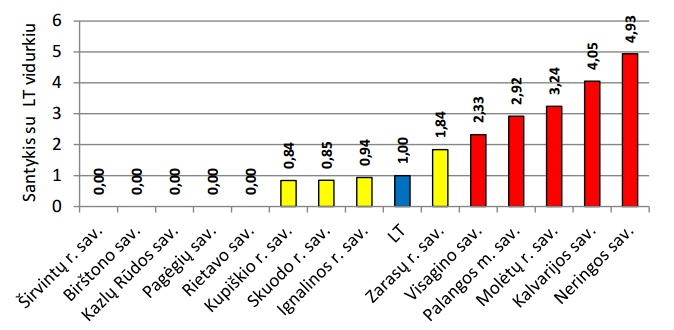 Santykis su LT vidurkiu
6
5
4
3
2
1
0
0,00
0,00
0,00
0,00
0,00
0,84
0,85
0,94
1,00
1,84
2,33
2,92
3,24
4,05
4,93
Širvintų r. sav.
Birštono sav.
Kazlų Rūdos sav.
Pagėgių sav.
Rietavo sav.
Kupiškio r. sav.
Skuodo r. sav.
Ignalinos r. sav.
LT
Zarasų r. sav.
Visagino sav.
Palangos m. sav.
Molėtų r. sav.
Kalvarijos sav.
Neringos sav.